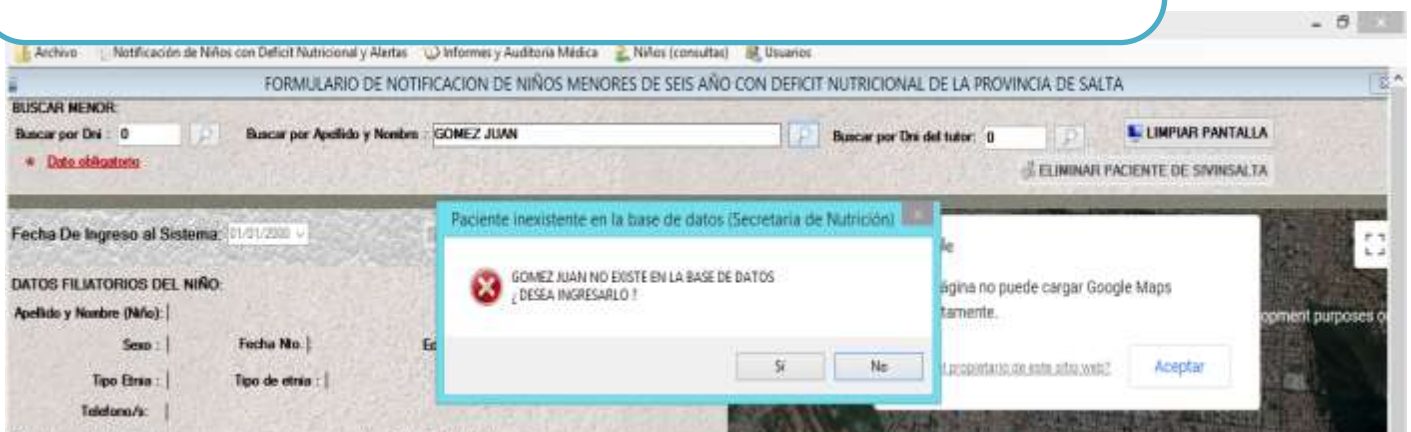 Archivo Notificación de Niños con Deficit Nutricional y Alertas Informes y Auditoria Médica Niños (consultas) Usuarios
FORMULARIO DE NOTIFICACION DE NIÑOS MENORES DE SEIS AÑO CON DEFICIT NUTRICIONAL DE LA PROVINCIA DE SALTA
BUSCAR MENOR:
Buscar por Dni : 0 Buscar por Apellido y Nombre : GOMEZ JUAN Buscar por Dni del tutor: 0 LIMPIAR PANTALLA
* Dato obligatorio
ELIMINAR PACIENTE DE SIVINSALTA
Paciente inexistente en la base de datos (Secretaria de Nutrición)
Fecha De Ingreso al Sistema: 01/01/2000
le
GOMEZ JUAN NO EXISTE EN LA BASE DE DATOS
¿ DESEA INGRESARLO ?
DATOS FILIATORIOS DEL NIÑO:
ágina no puede cargar Google Maps
tamente.
Apellido y Nombre (Niño):
opment purposes o
Sexo : Fecha Nto. Ed
Sí No
l propietario de este sitio web? Aceptar
Tipo Etnia : Tipo de etnia :
Telefono/s: